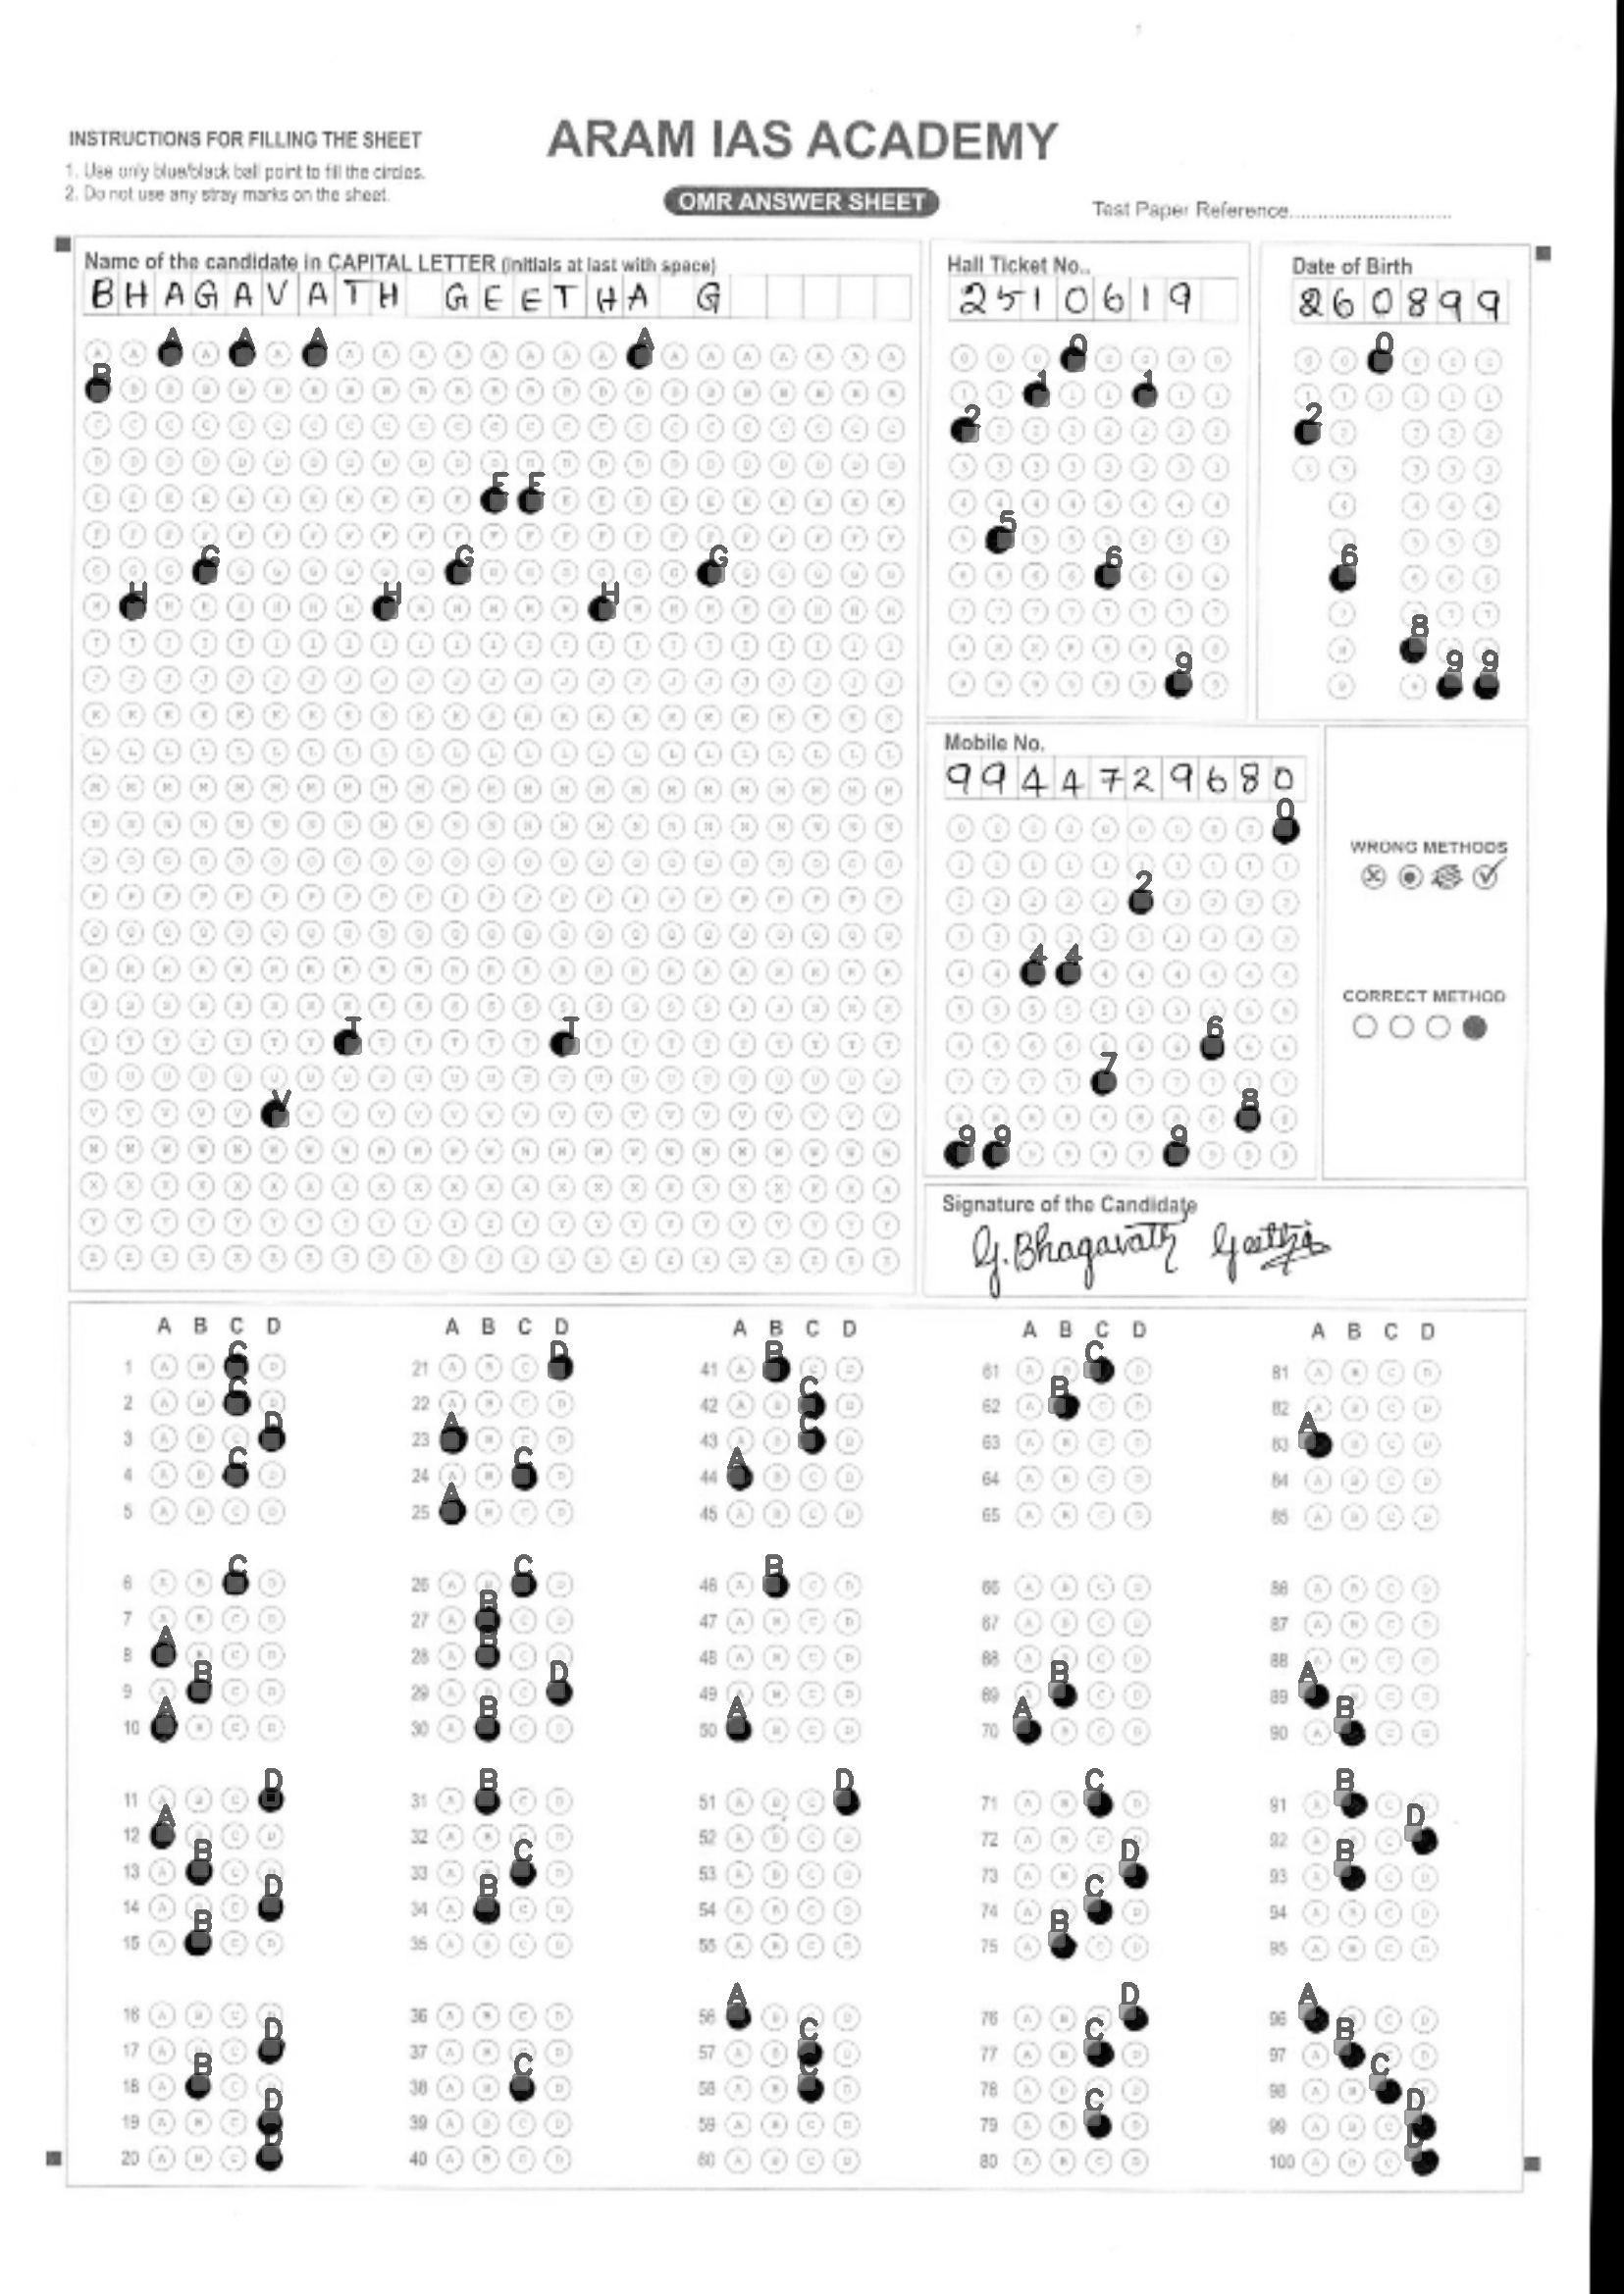 INSTRUCTIONS FOR FILLING THE SHEET
1. Use only blue/black ball point to fill the circles.
2. Do not use any stray marks on the sheet.
ARAM IAS ACADEMY
OMR ANSWER SHEET
Test Paper Reference..............................
Name of the candidate in CAPITAL LETTER (Initials at last with space)
BHAGAVATH GEETHA G
Hall Ticket No..
2510619
Date of Birth
260899
Mobile No.
9944729680
WRONG METHODS
CORRECT METHOD
Signature of the Candidate
G. Bhagavath Geetha
A B C D
1 C
2 C
3 D
4 C
5
6 C
7
8 A
9 B
10 A
11 D
12 A
13 B
14 D
15 B
16
17 D
18 B
19 D
20 D
A B C D
21 D
22
23 A
24 C
25 A
26 C
27 B
28 B
29 D
30 B
31 B
32
33 C
34 B
35
36
37
38 C
39
40
A B C D
41 B
42 C
43 C
44 A
45
46 B
47
48
49
50 A
51 D
52
53
54
55
56 A
57 C
58 C
59
60
A B C D
61 C
62 B
63
64
65
66
67
68
69 B
70 A
71 C
72
73 D
74 C
75 B
76 D
77 C
78
79 C
80
A B C D
81
82
83 A
84
85
86
87
88
89 A
90 B
91 B
92 D
93 B
94
95
96 A
97 B
98 C
99 D
100 D